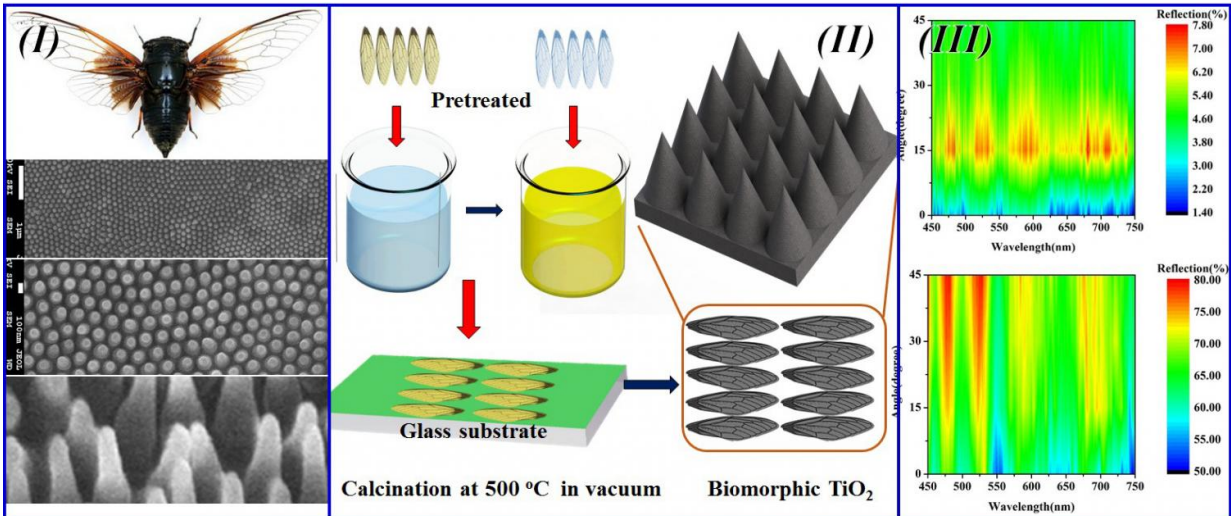 (I)
1μm
100nm JEOL
(II)
Pretreated
Glass substrate
Calcination at 500 °C in vacuum
Biomorphic TiO2
(III)
Reflection(%)
45
30
15
0
Angle(degree)
450 500 550 600 650 700 750
Wavelength(nm)
7.80
7.00
6.20
5.40
4.60
3.80
3.00
2.20
1.40
Reflection(%)
45
30
15
0
Angle(degree)
450 500 550 600 650 700 750
Wavelength(nm)
80.00
75.00
70.00
65.00
60.00
55.00
50.00